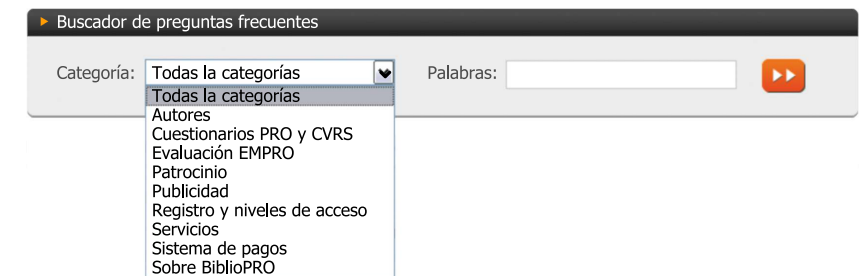 Buscador de preguntas frecuentes
Categoría: Todas la categorías Palabras:
Todas la categorías
Autores
Cuestionarios PRO y CVRS
Evaluación EMPRO
Patrocinio
Publicidad
Registro y niveles de acceso
Servicios
Sistema de pagos
Sobre BiblioPRO